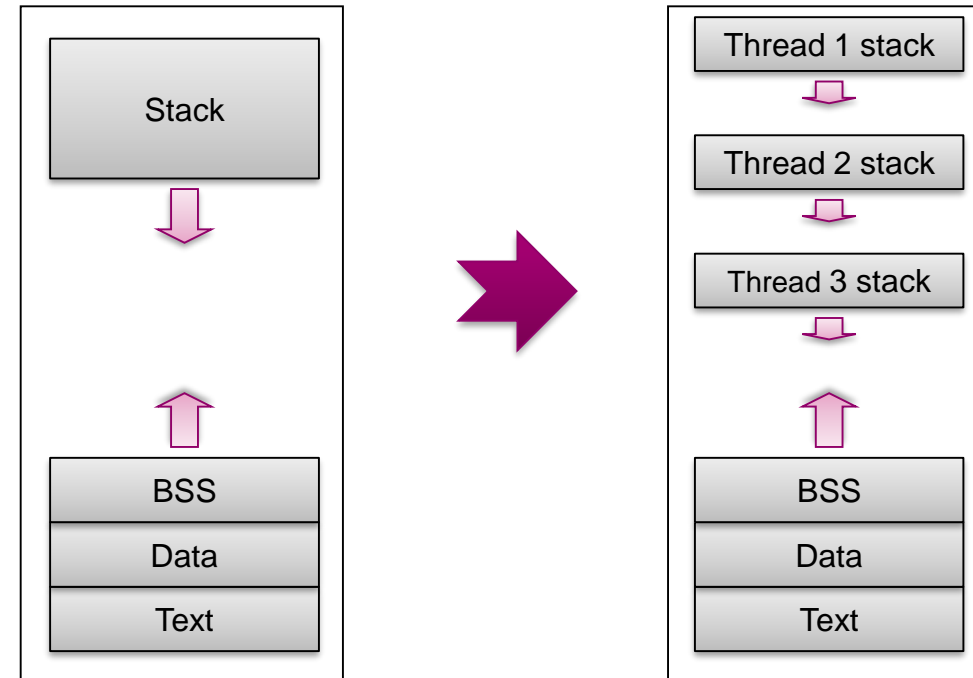 Stack
BSS
Data
Text
Thread 1 stack
Thread 2 stack
Thread 3 stack
BSS
Data
Text